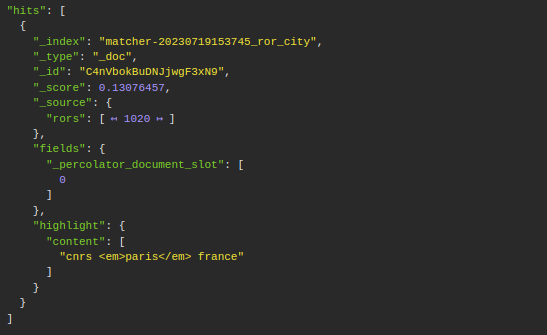 "hits": [
{
"_index": "matcher-20230719153745_ror_city",
"_type": "_doc",
"_id": "C4nVbokBuDNJjwgF3xN9",
"_score": 0.13076457,
"_source": {
"rors": [ ↤ 1020 ↦ ]
},
"fields": {
"_percolator_document_slot": [
0
]
},
"highlight": {
"content": [
"cnrs <em>paris</em> france"
]
}
}
]